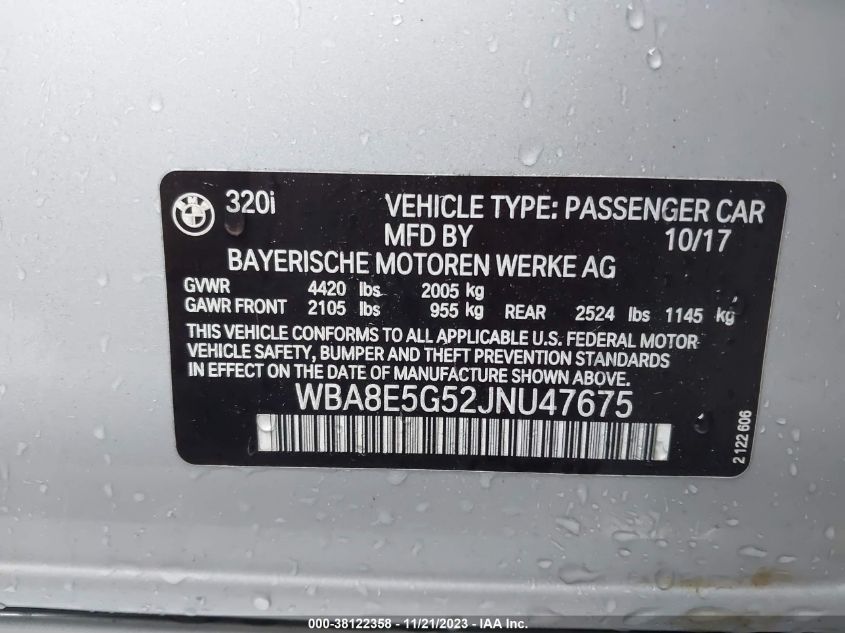 320i VEHICLE TYPE: PASSENGER CAR
MFD BY 10/17
BAYERISCHE MOTOREN WERKE AG
GVWR 4420 lbs 2005 kg
GAWR FRONT 2105 lbs 955 kg REAR 2524 lbs 1145 kg
THIS VEHICLE CONFORMS TO ALL APPLICABLE U.S. FEDERAL MOTOR
VEHICLE SAFETY, BUMPER AND THEFT PREVENTION STANDARDS
IN EFFECT ON THE DATE OF MANUFACTURE SHOWN ABOVE.
WBA8E5G52JNU47675
2 122 606
000-38122358 - 11/21/2023 - IAA Inc.